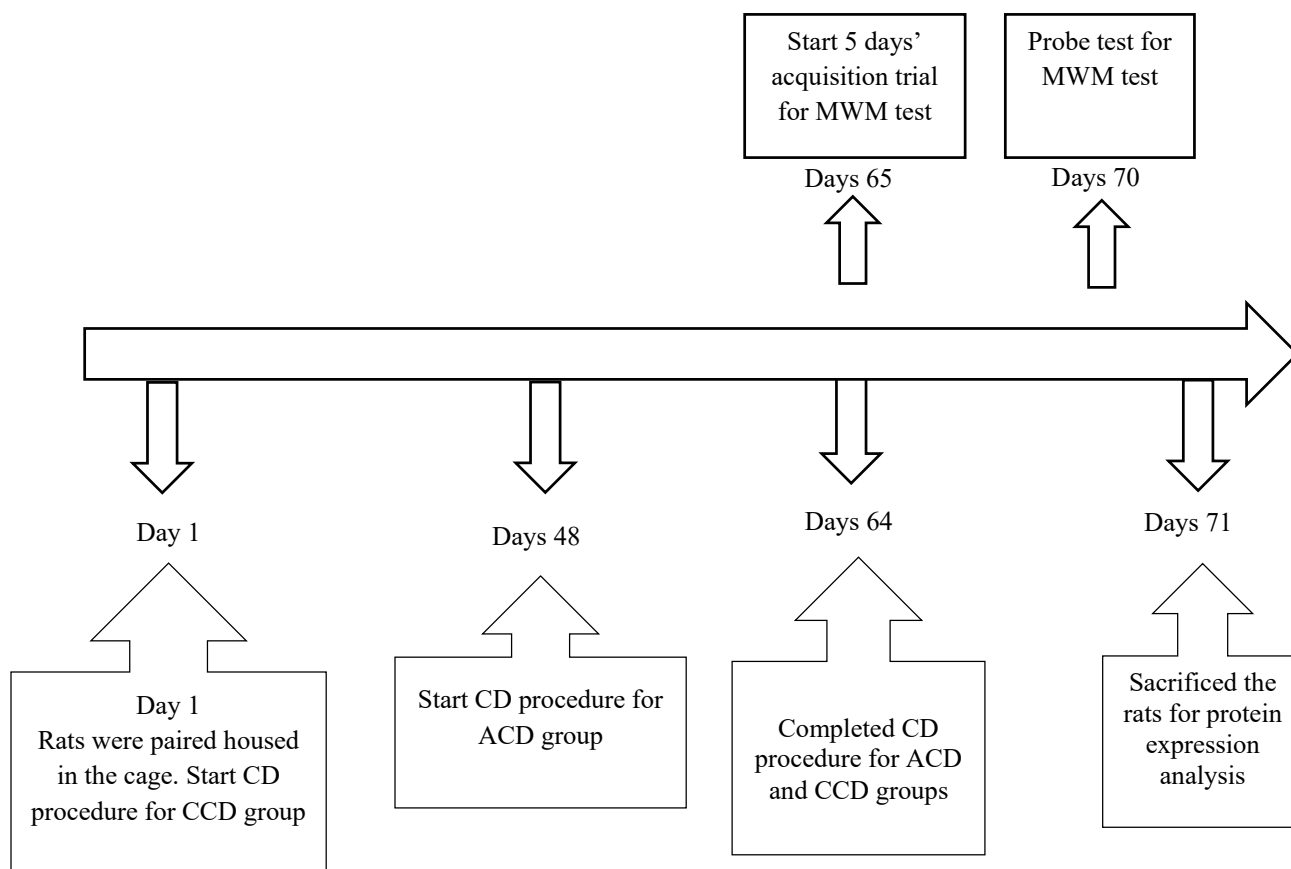 Start 5 days’
acquisition trial
for MWM test
Probe test for
MWM test
Days 65
Days 70
Day 1
Days 48
Days 64
Days 71
Day 1
Rats were paired housed
in the cage. Start CD
procedure for CCD group
Start CD procedure for
ACD group
Completed CD
procedure for ACD
and CCD groups
Sacrificed the
rats for protein
expression
analysis